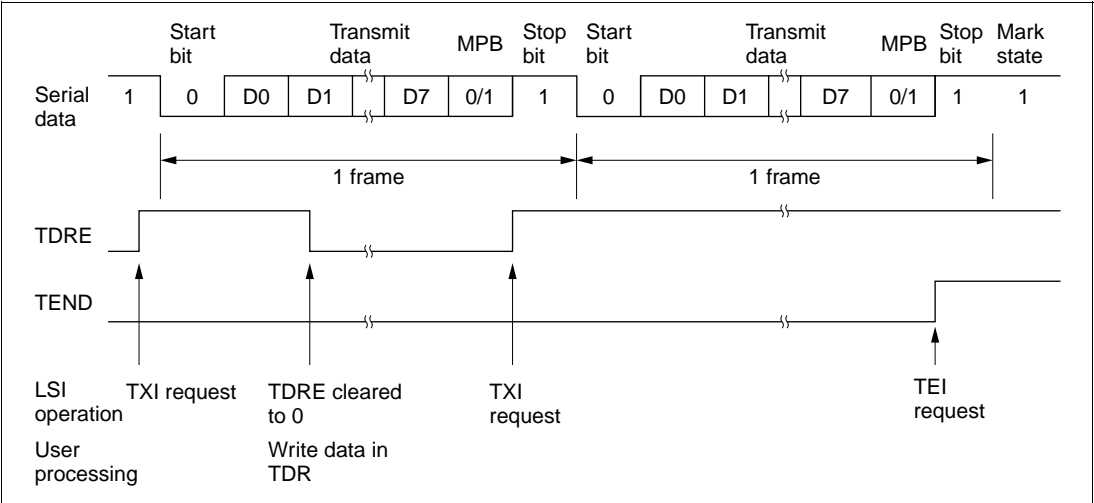 Start bit Transmit data MPB Stop bit Start bit Transmit data MPB Stop bit Mark state
Serial data 1 0 D0 D1 D7 0/1 1 0 D0 D1 D7 0/1 1 1
1 frame 1 frame
TDRE
TEND
LSI operation TXI request TDRE cleared to 0 TXI request TEI request
User processing Write data in TDR